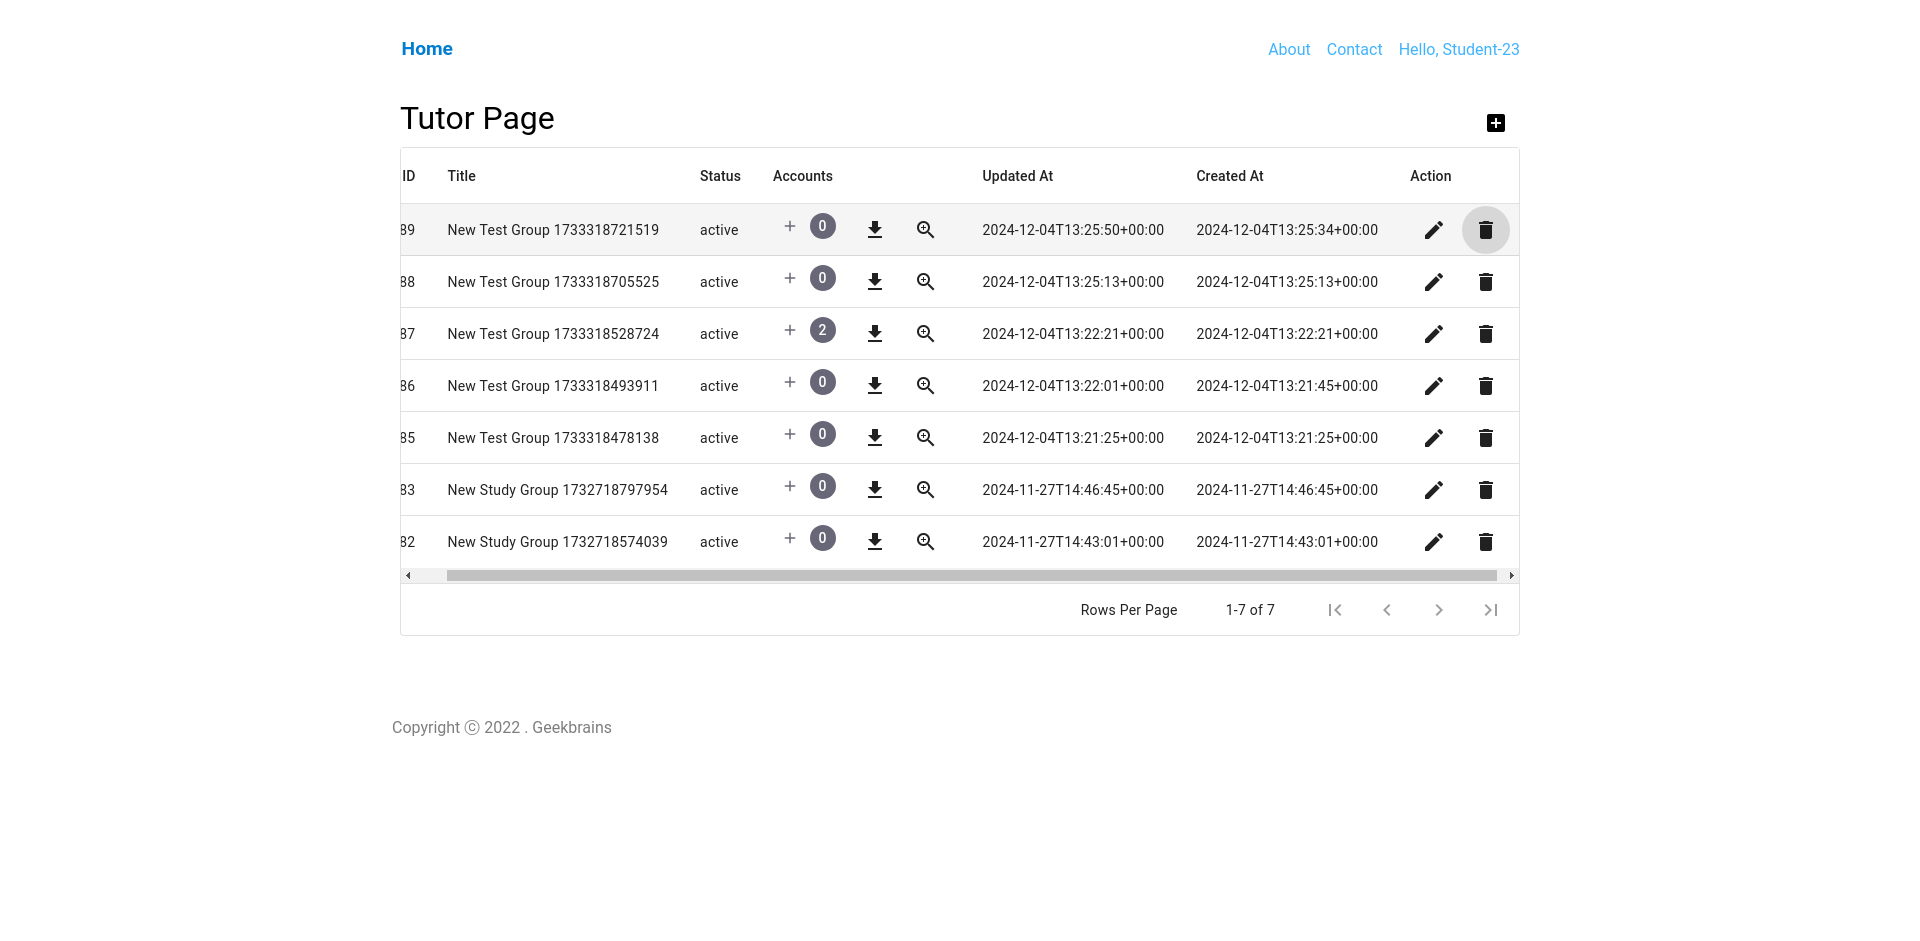 Home About Contact Hello, Student-23
Tutor Page
ID Title Status Accounts Updated At Created At Action
89 New Test Group 1733318721519 active 0 2024-12-04T13:25:50+00:00 2024-12-04T13:25:34+00:00
88 New Test Group 1733318705525 active 0 2024-12-04T13:25:13+00:00 2024-12-04T13:25:13+00:00
87 New Test Group 1733318528724 active 2 2024-12-04T13:22:21+00:00 2024-12-04T13:22:21+00:00
86 New Test Group 1733318493911 active 0 2024-12-04T13:22:01+00:00 2024-12-04T13:21:45+00:00
85 New Test Group 1733318478138 active 0 2024-12-04T13:21:25+00:00 2024-12-04T13:21:25+00:00
83 New Study Group 1732718797954 active 0 2024-11-27T14:46:45+00:00 2024-11-27T14:46:45+00:00
82 New Study Group 1732718574039 active 0 2024-11-27T14:43:01+00:00 2024-11-27T14:43:01+00:00
Rows Per Page 1-7 of 7
Copyright ⓒ 2022 . Geekbrains